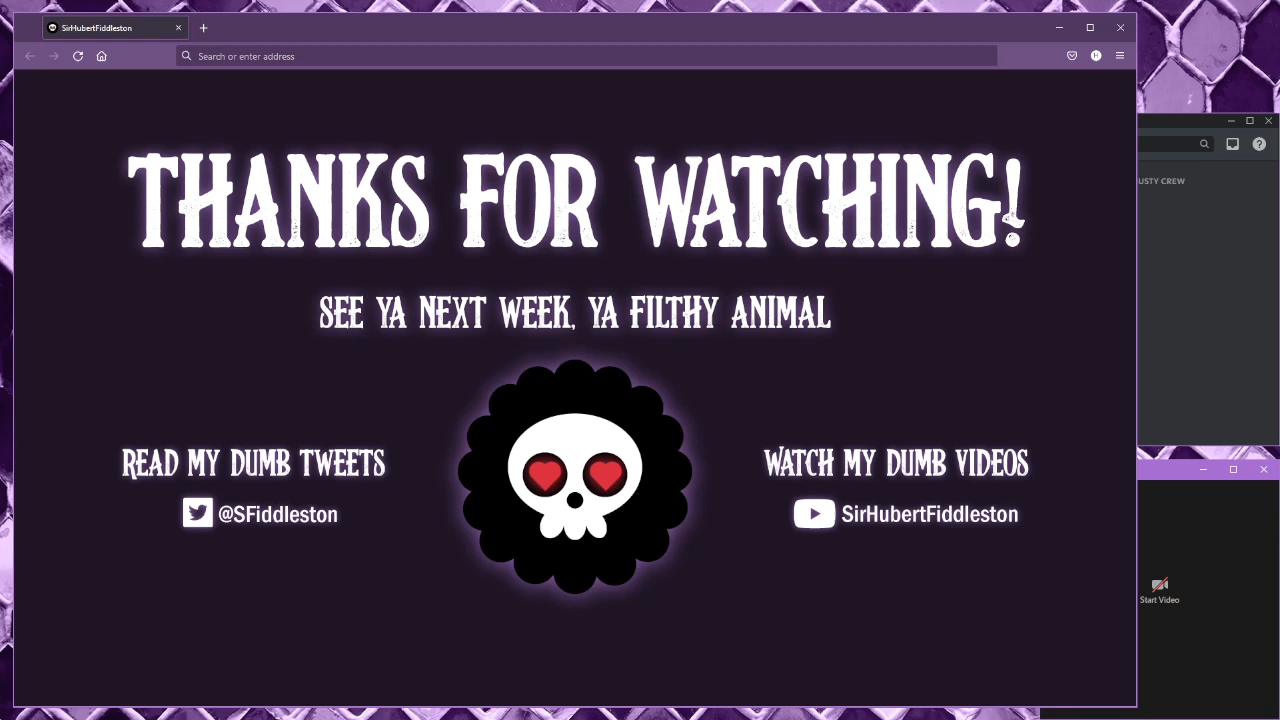 SirHubertFiddleston
Search or enter address
H
THANKS FOR WATCHING!
SEE YA NEXT WEEK, YA FILTHY ANIMAL
READ MY DUMB TWEETS
@SFiddleston
WATCH MY DUMB VIDEOS
SirHubertFiddleston
USTY CREW
Start Video